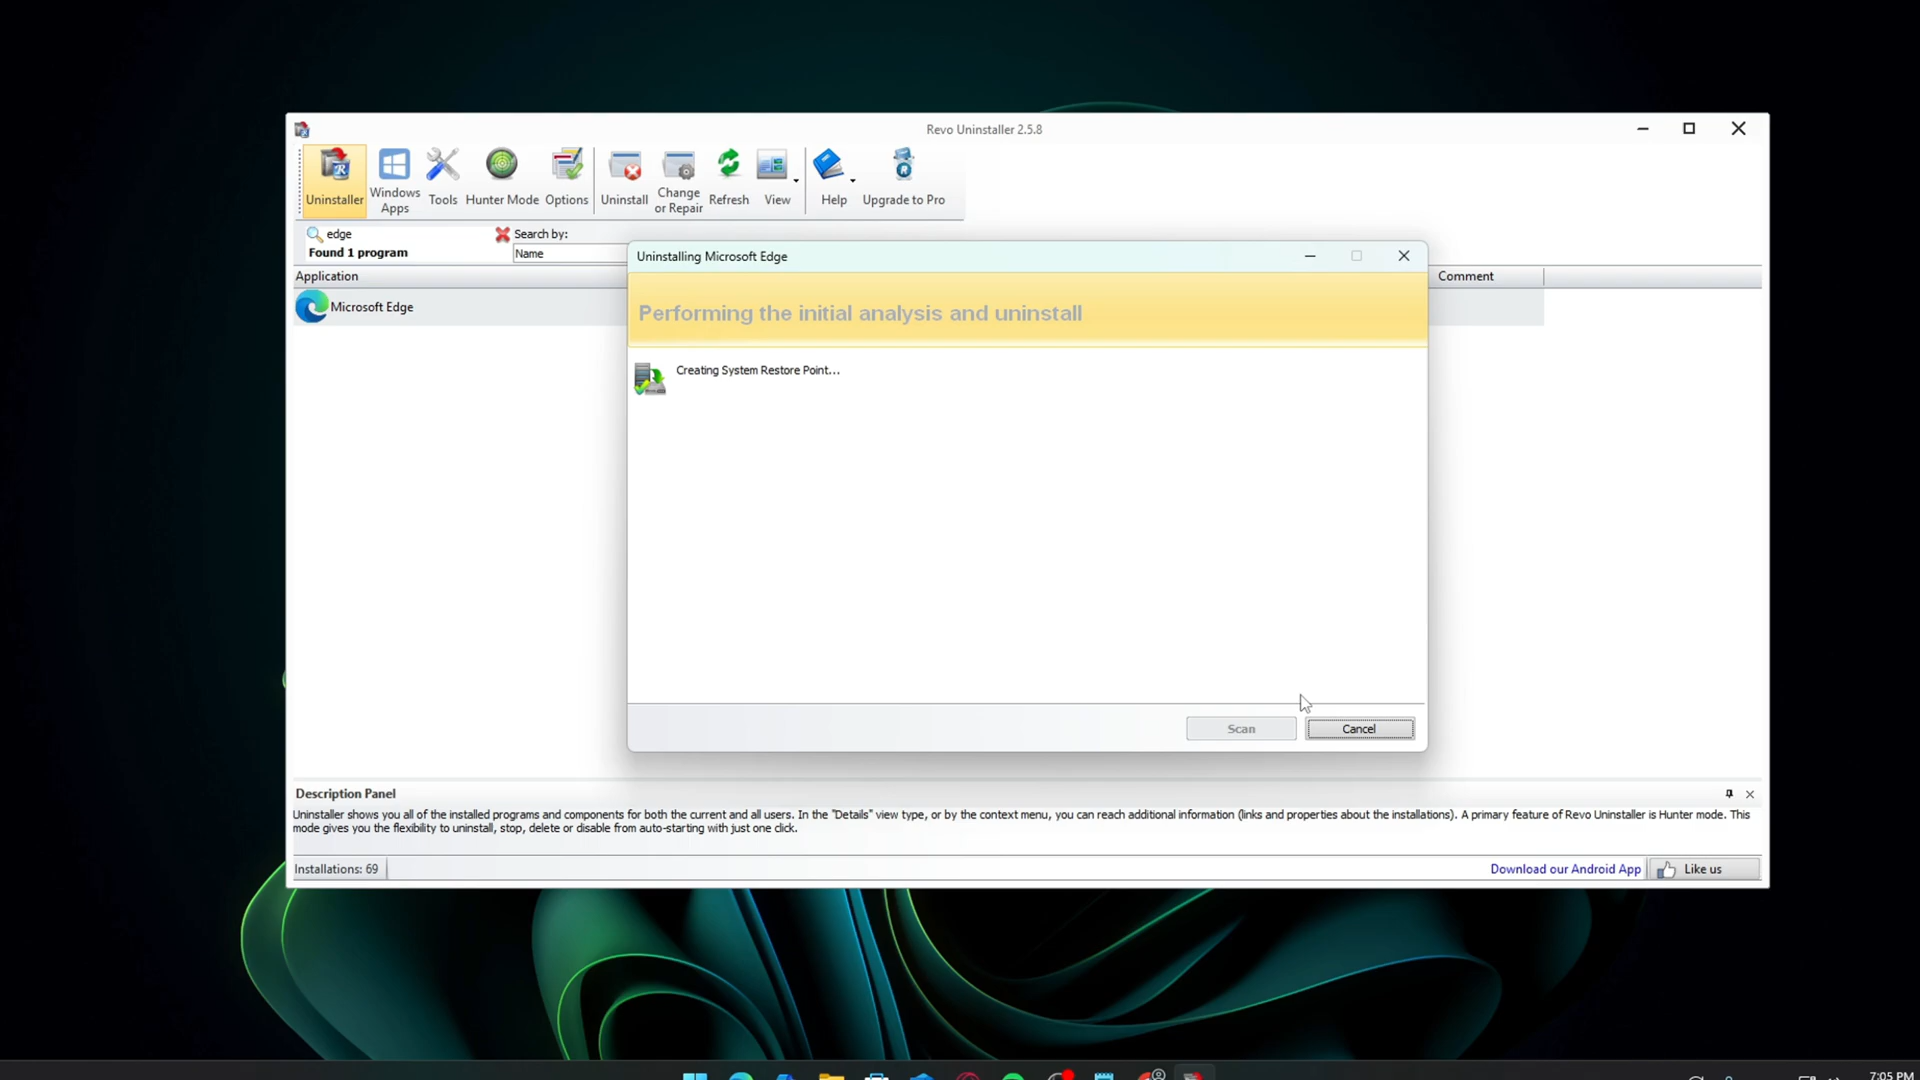 Revo Uninstaller 2.5.8
Uninstaller
Windows
Apps
Tools
Hunter Mode
Options
Uninstall
Change
or Repair
Refresh
View
Help
Upgrade to Pro
edge
Search by:
Found 1 program
Name
Application
Comment
Microsoft Edge
Uninstalling Microsoft Edge
Performing the initial analysis and uninstall
Creating System Restore Point...
Scan
Cancel
Description Panel
Uninstaller shows you all of the installed programs and components for both the current and all users. In the "Details" view type, or by the context menu, you can reach additional information (links and properties about the installations). A primary feature of Revo Uninstaller is Hunter mode. This
mode gives you the flexibility to uninstall, stop, delete or disable from auto-starting with just one click.
Installations: 69
Download our Android App
Like us
7:05 PM